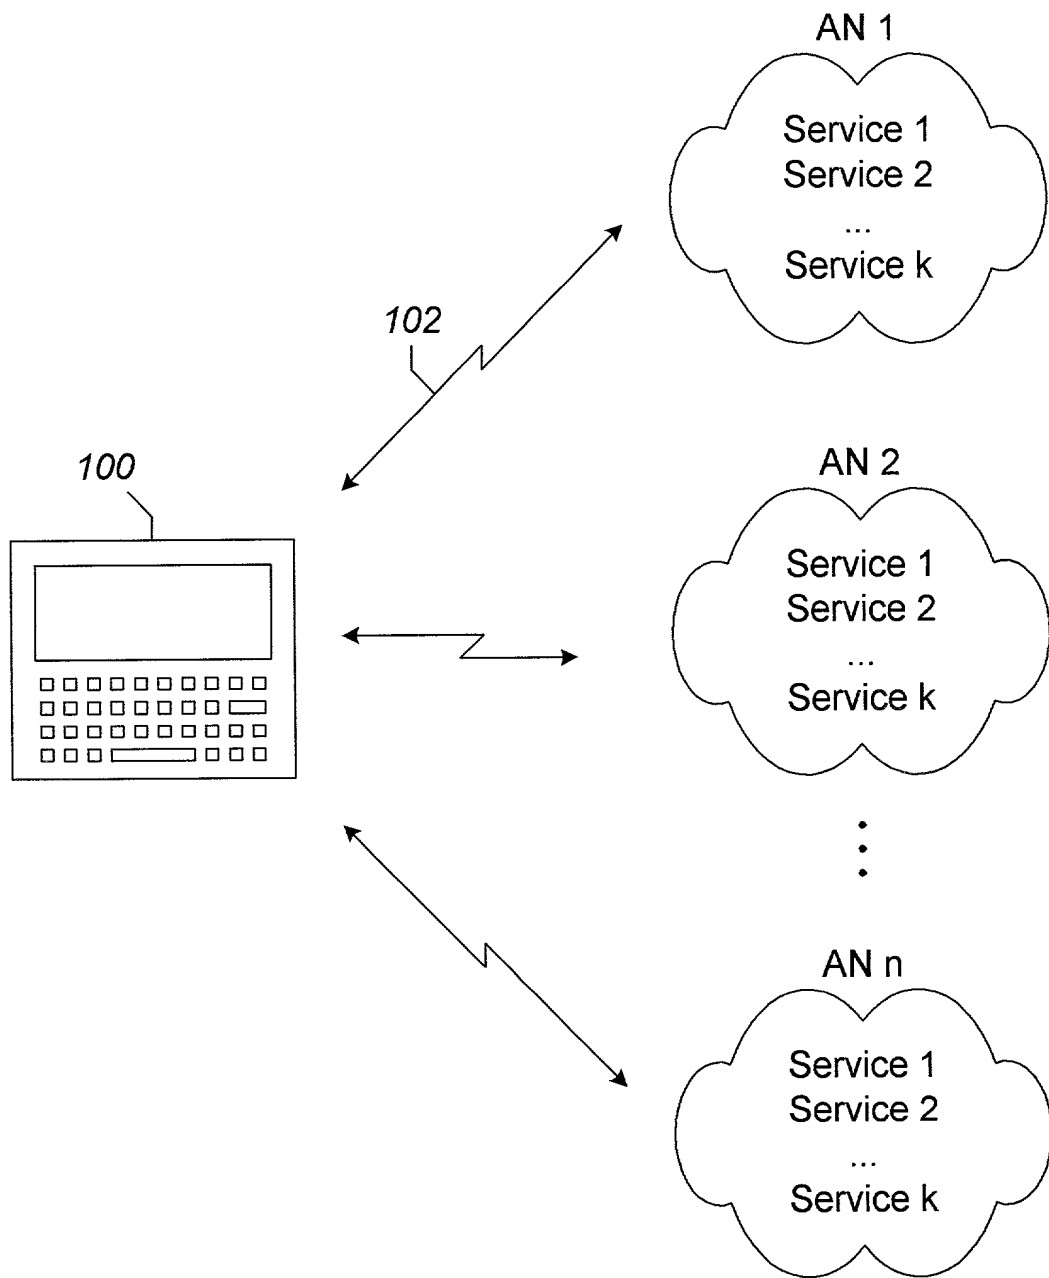 AN 1
Service 1
Service 2
...
Service k
102
100
AN 2
Service 1
Service 2
...
Service k
AN n
Service 1
Service 2
...
Service k